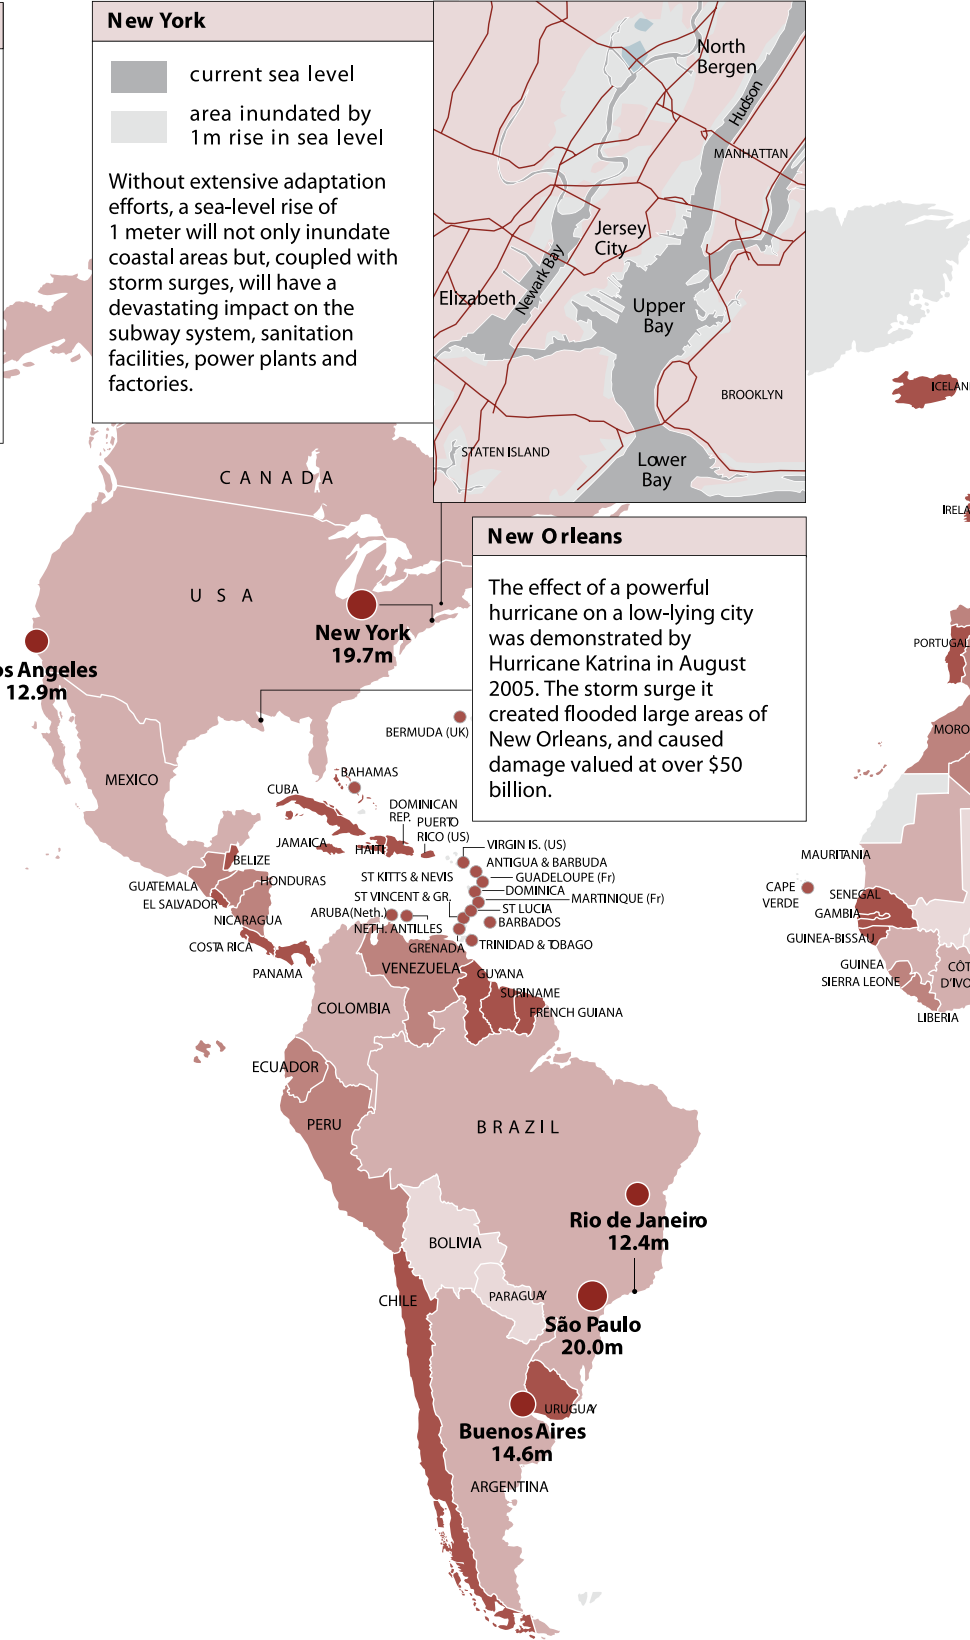 New York
current sea level
area inundated by
1m rise in sea level
Without extensive adaptation
efforts, a sea-level rise of
1 meter will not only inundate
coastal areas but, coupled with
storm surges, will have a
devastating impact on the
subway system, sanitation
facilities, power plants and
factories.
North
Bergen
Hudson
MANHATTAN
Jersey
City
Newark Bay
Elizabeth
Upper
Bay
BROOKLYN
STATEN ISLAND
Lower
Bay
ICELAN
IRELA
CANADA
USA
New York
19.7m
os Angeles
12.9m
New Orleans
The effect of a powerful
hurricane on a low-lying city
was demonstrated by
Hurricane Katrina in August
2005. The storm surge it
created flooded large areas of
New Orleans, and caused
damage valued at over $50
billion.
PORTUGAL
MORO
BERMUDA (UK)
MEXICO
BAHAMAS
CUBA
DOMINICAN
REP.
PUERTO
RICO (US)
JAMAICA
HAITI
VIRGIN IS. (US)
BELIZE
ANTIGUA & BARBUDA
ST KITTS & NEVIS
GUADELOUPE (Fr)
GUATEMALA
HONDURAS
DOMINICA
ST VINCENT & GR.
MARTINIQUE (Fr)
EL SALVADOR
ST LUCIA
ARUBA(Neth.)
NICARAGUA
BARBADOS
NETH. ANTILLES
COSTA RICA
GRENADA
TRINIDAD & TOBAGO
PANAMA
VENEZUELA
GUYANA
SURINAME
COLOMBIA
FRENCH GUIANA
MAURITANIA
CAPE
VERDE
SENEGAL
GAMBIA
GUINEA-BISSAU
GUINEA
SIERRA LEONE
CÔT
D'IVO
LIBERIA
ECUADOR
PERU
BRAZIL
Rio de Janeiro
12.4m
BOLIVIA
PARAGUAY
CHILE
São Paulo
20.0m
URUGUAY
Buenos Aires
14.6m
ARGENTINA